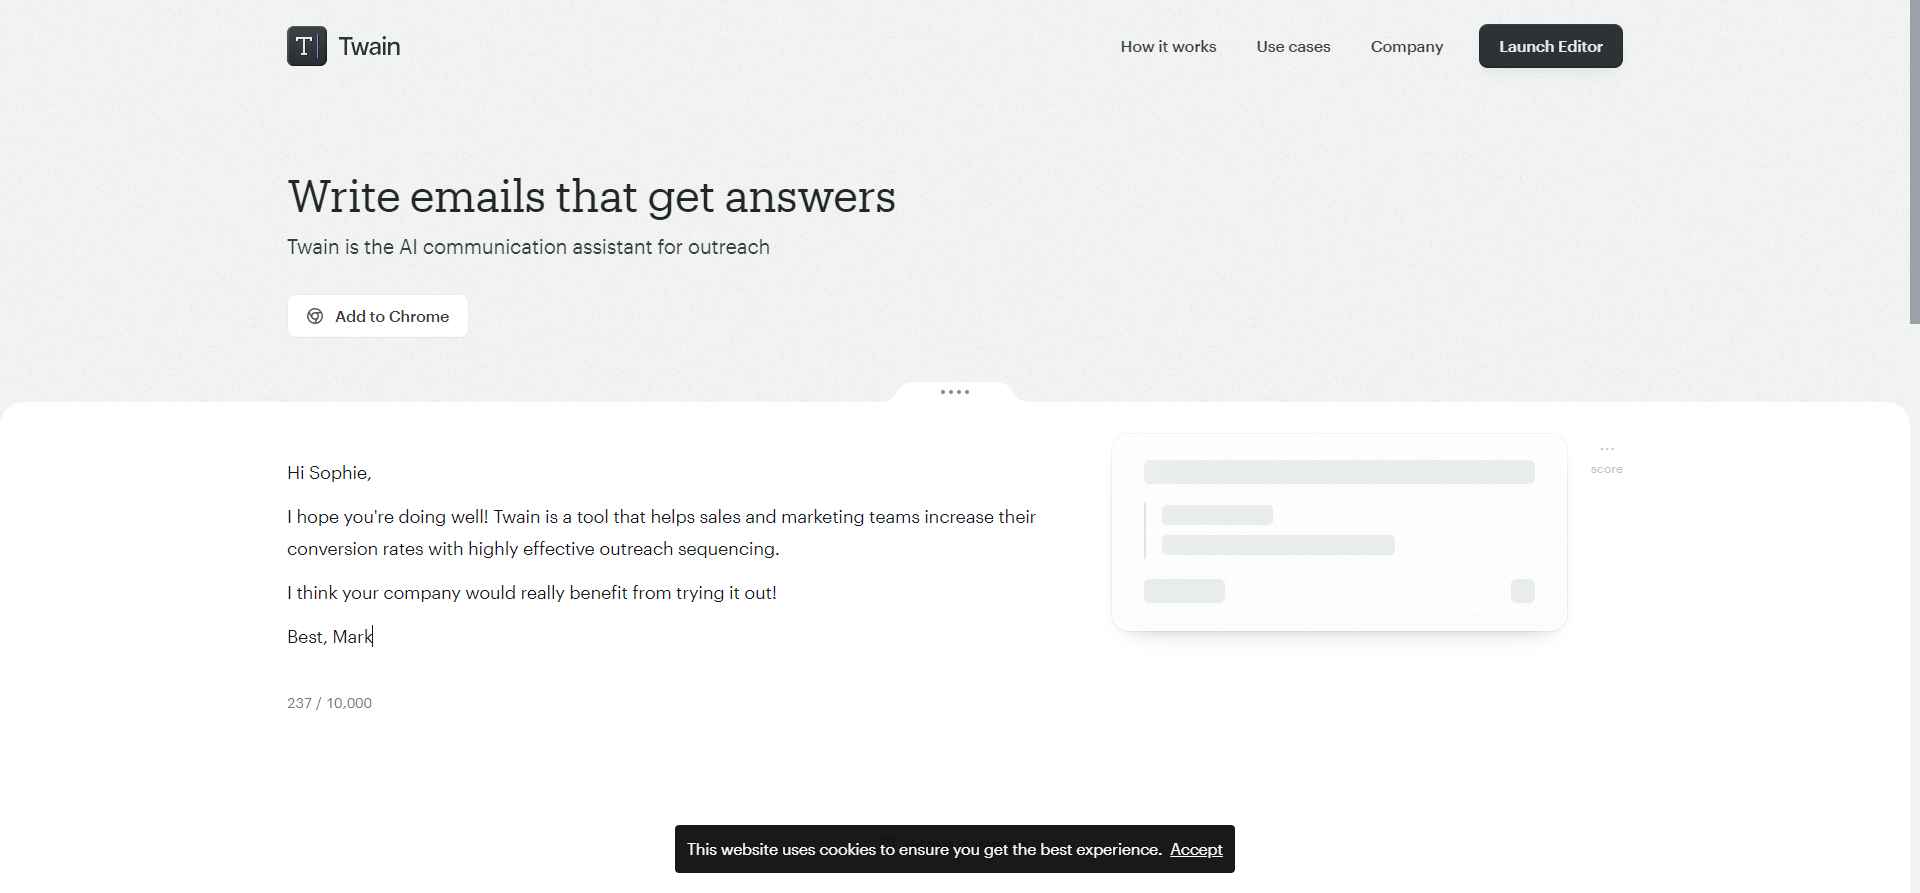 T
Twain
How it works
Use cases
Company
Launch Editor
Write emails that get answers
Twain is the AI communication assistant for outreach
Add to Chrome
Hi Sophie,
I hope you're doing well! Twain is a tool that helps sales and marketing teams increase their
conversion rates with highly effective outreach sequencing.
I think your company would really benefit from trying it out!
Best, Mark
237 / 10,000
...
score
This website uses cookies to ensure you get the best experience. Accept